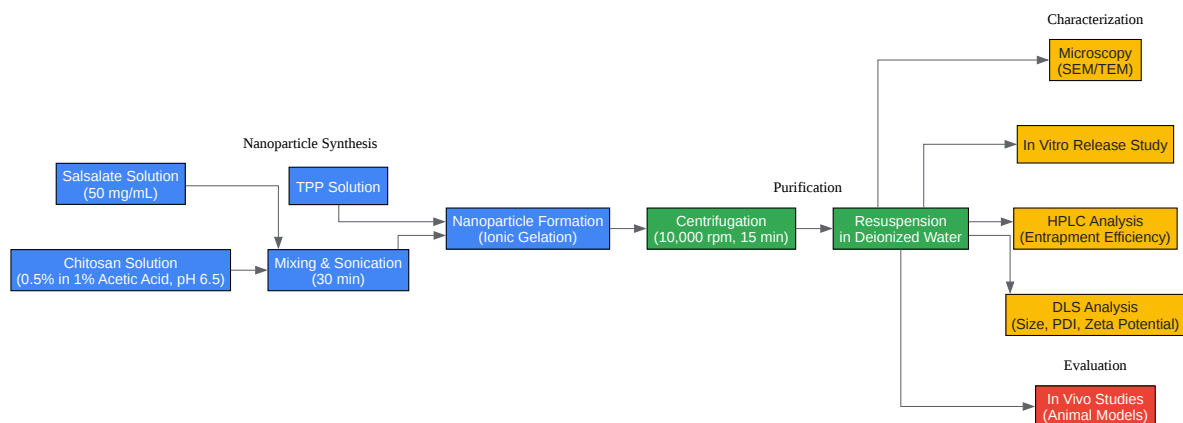 Nanoparticle Synthesis
Salsalate Solution
(50 mg/mL)
TPP Solution
Chitosan Solution
(0.5% in 1% Acetic Acid, pH 6.5)
Mixing & Sonication
(30 min)
Nanoparticle Formation
(Ionic Gelation)
Purification
Centrifugation
(10,000 rpm, 15 min)
Resuspension
in Deionized Water
Characterization
Microscopy
(SEM/TEM)
In Vitro Release Study
HPLC Analysis
(Entrapment Efficiency)
DLS Analysis
(Size, PDI, Zeta Potential)
Evaluation
In Vivo Studies
(Animal Models)